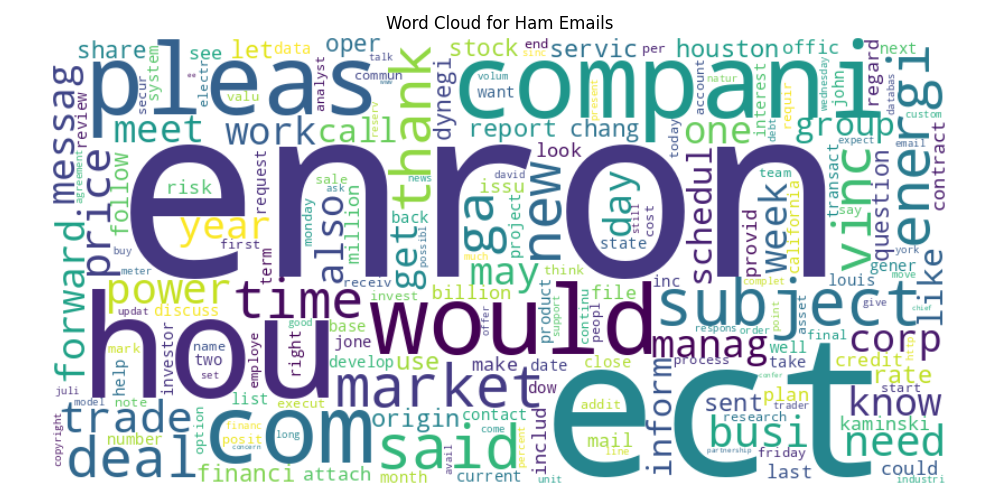 Word Cloud for Ham Emails
share see let data oper talk stock end servic per houston offic next
sinc
pleas compani
message review secur system electr valu commun analyst reserv thank dynegi volum want natur present account interest requir wednesday john regard databas custom energi
meet work call report chang one group
today debt expect email
enron
agreement price follow risk request look david issu new project day still cost state schedul provid team week california transact say vinc question contract
sale ask news monday million also year get back possibl ga
first term buy york gener move like
meter power time receiv may think much inc complet louis
forward discuss invest billion file subject give chief
updat hou would product support continu peopl offer respons order point asset final http corp
mark name two set investor employe right good jone base develop use make date close manag process well take credit
help juli market dow inform plan rate start
model note list execut addit confer trader know
trade com origin contact includ sent research busi kaminski need
copyright deal number option financ posit long concern said come percent mail line partnership friday
financi attach month avail current unit last could industri
ect